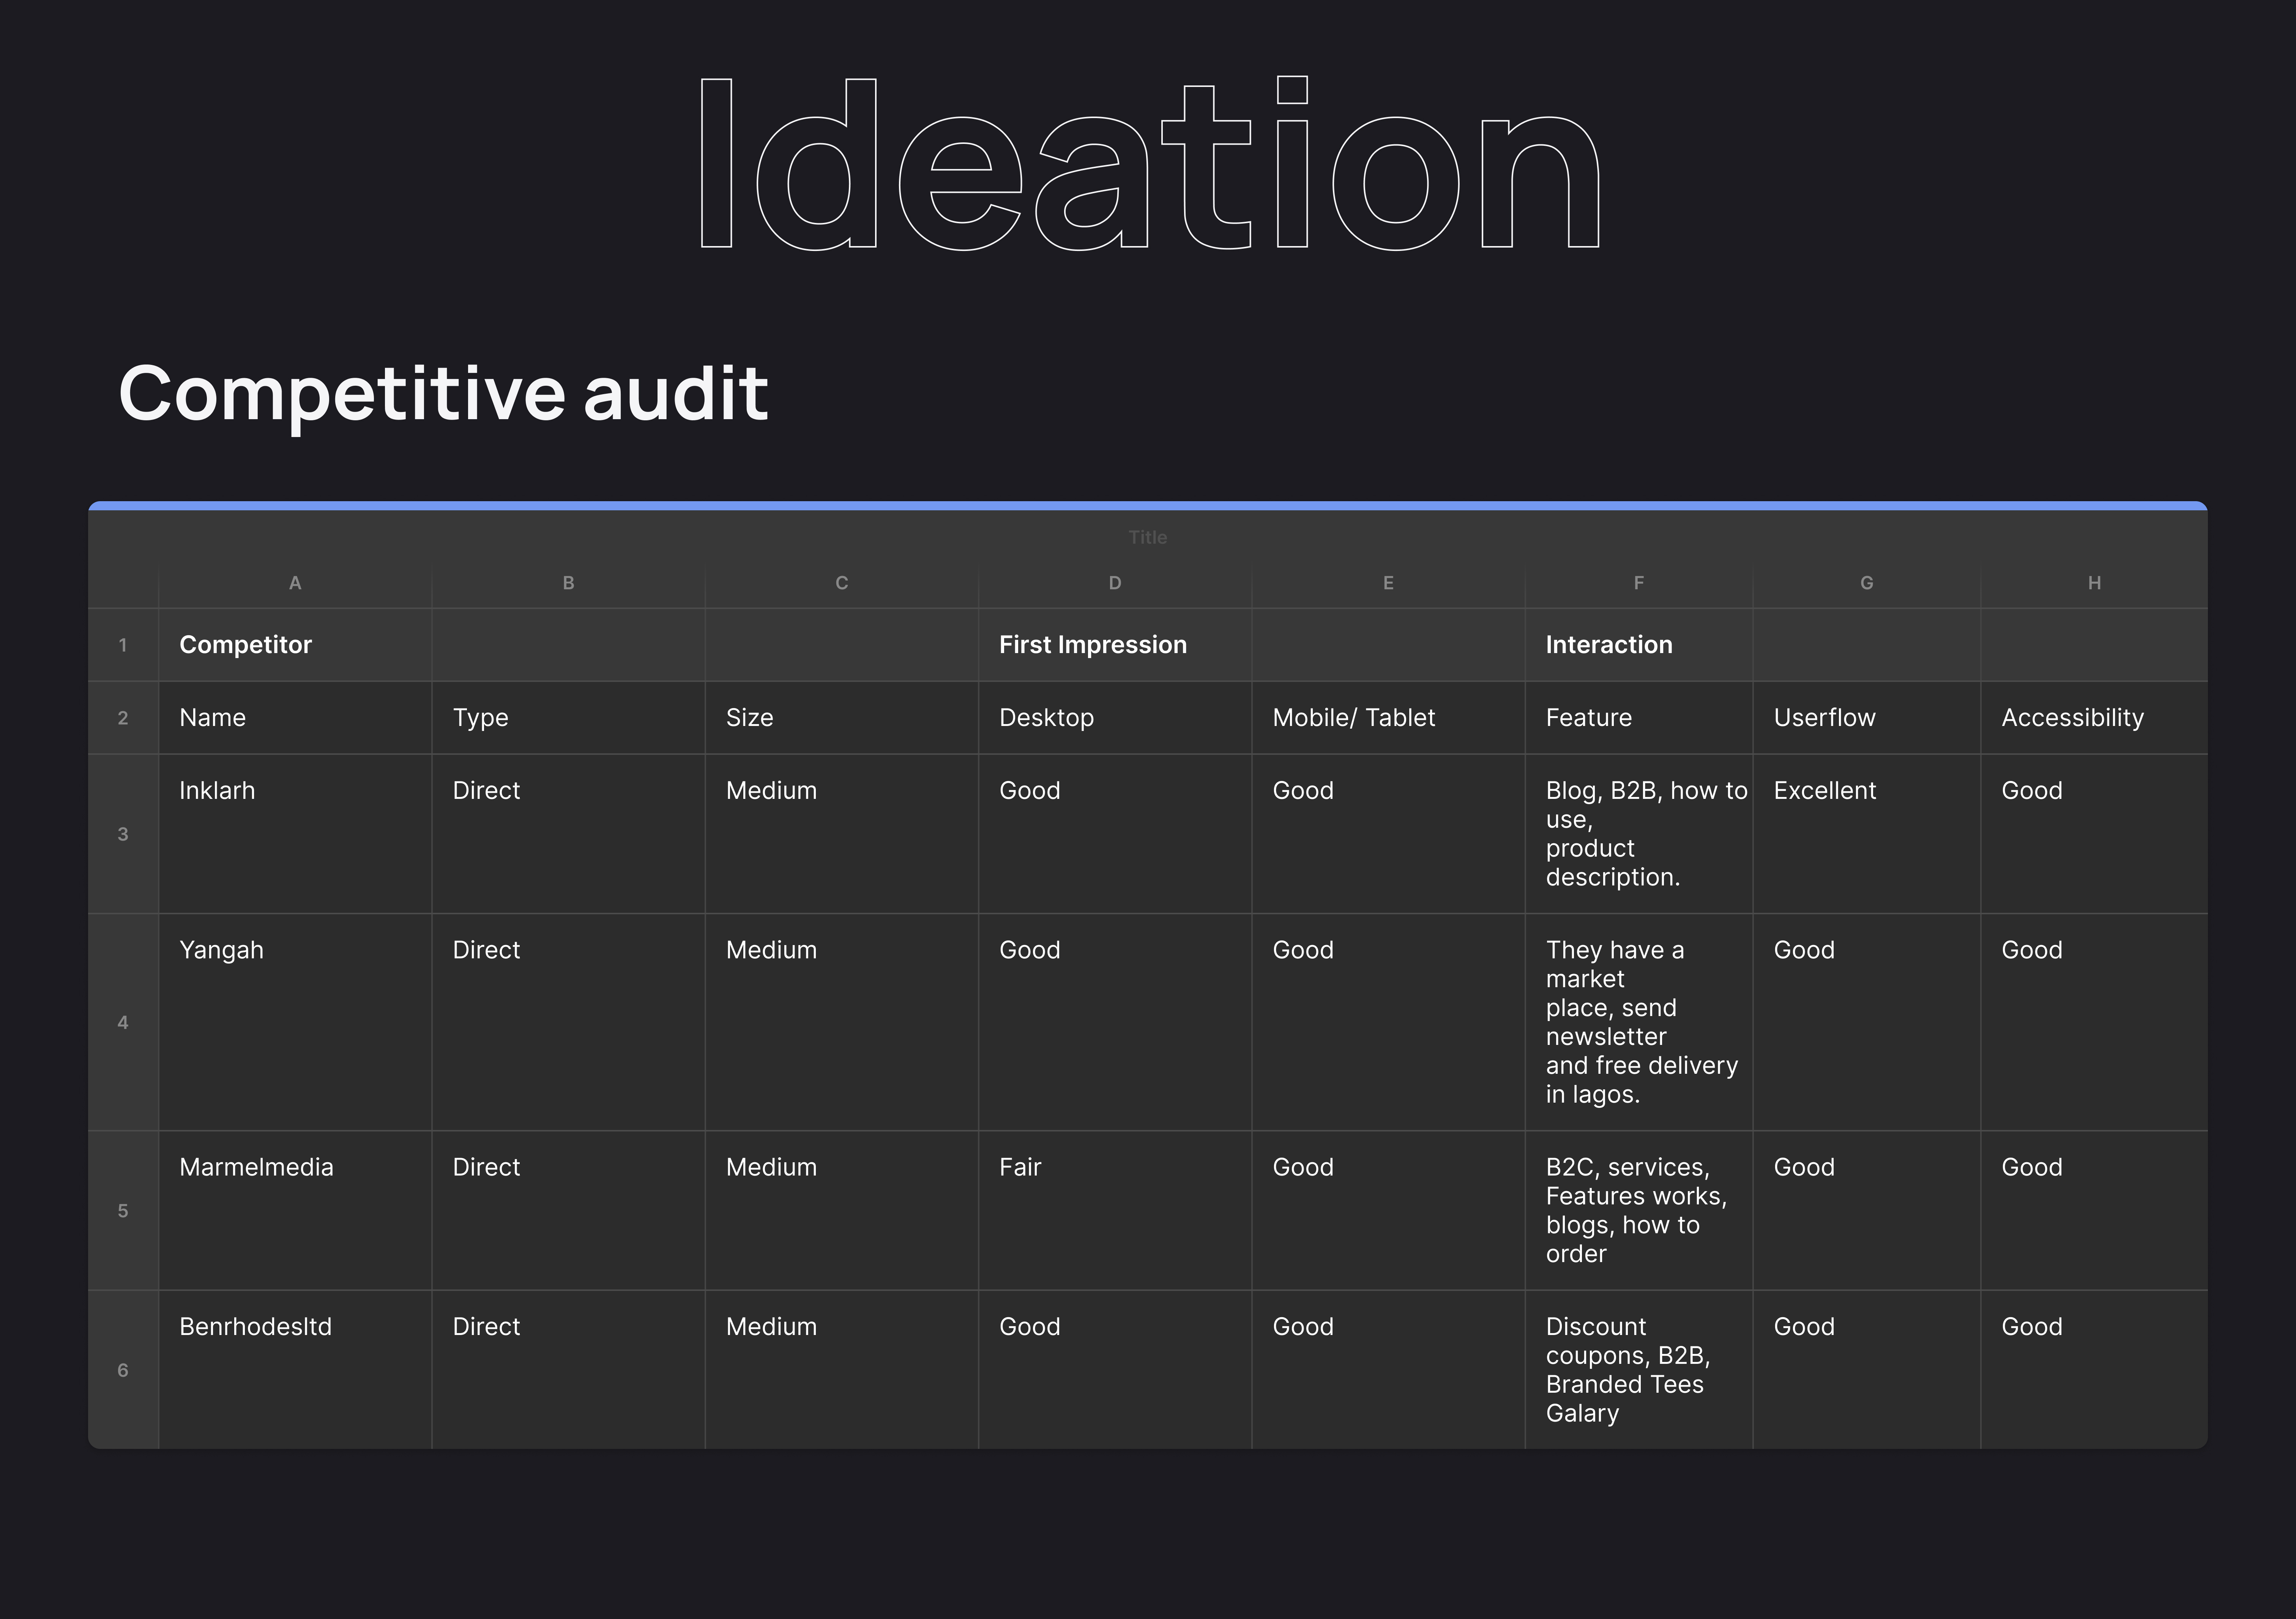 Ideation
Competitive audit
Title
A B C D E F G H
1 Competitor First Impression Interaction
2 Name Type Size Desktop Mobile/ Tablet Feature Userflow Accessibility
3 Inklarh Direct Medium Good Good Blog, B2B, how to Excellent Good
use,
product
description.
4 Yangah Direct Medium Good Good They have a Good Good
market
place, send
newsletter
and free delivery
in lagos.
5 Marmelmedia Direct Medium Fair Good B2C, services, Good Good
Features works,
blogs, how to
order
6 Benrhodesltd Direct Medium Good Good Discount Good Good
coupons, B2B,
Branded Tees
Galary